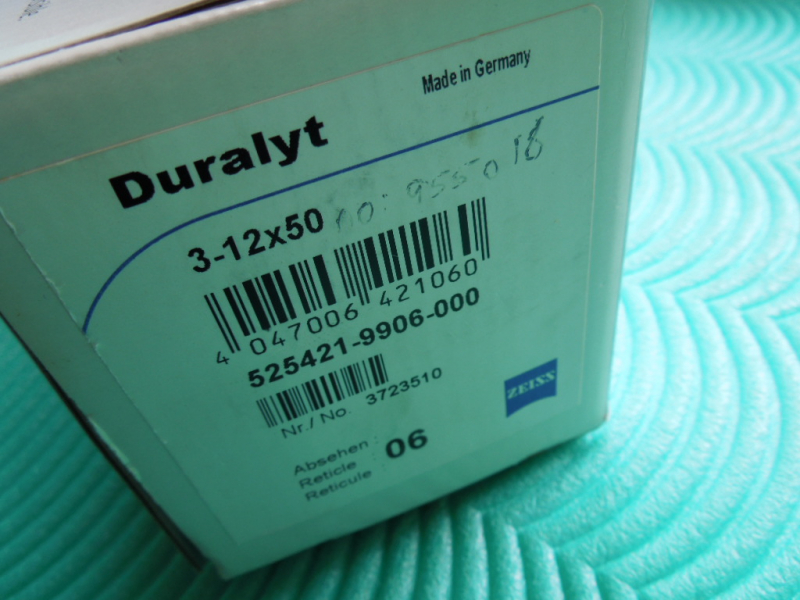 Made in Germany
Duralyt
3-12x50
4 047006 421060
525421-9906-000
Nr./No. 3723510
ZEISS
Absehen :
Reticle :
Reticule :
06